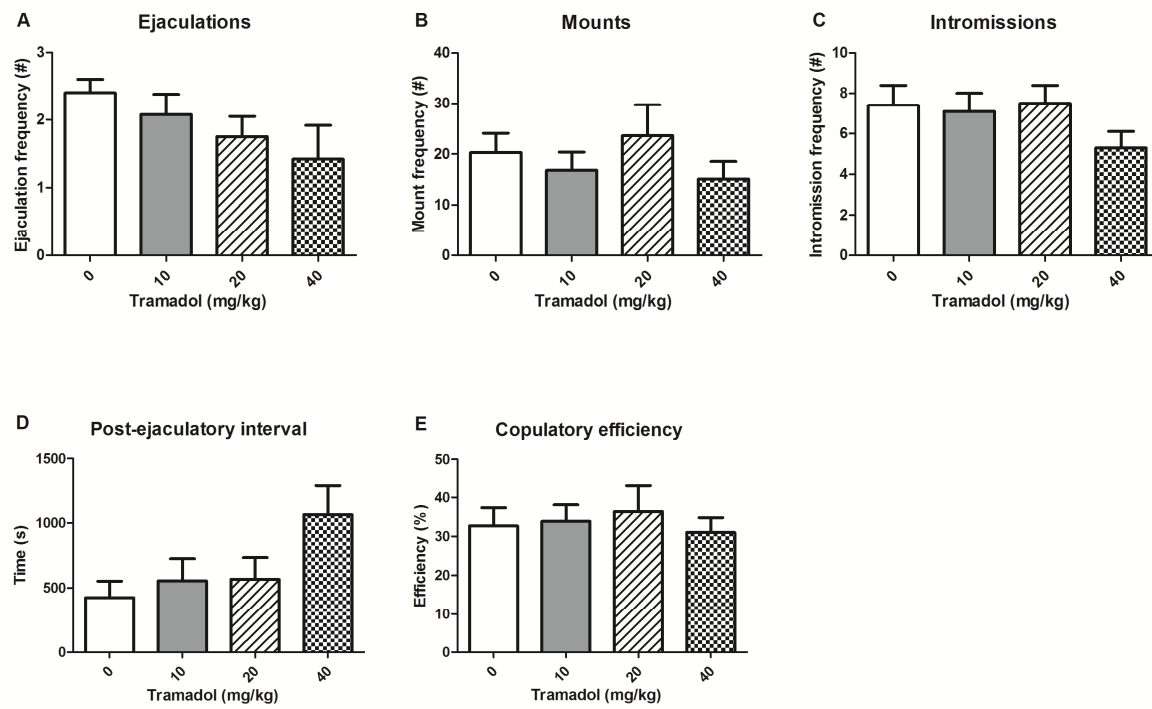 A Ejaculations
Ejaculation frequency (#)
3
2
1
0
0 10 20 40
Tramadol (mg/kg)
B Mounts
Mount frequency (#)
40
30
20
10
0
0 10 20 40
Tramadol (mg/kg)
C Intromissions
Intromission frequency (#)
10
8
6
4
2
0
0 10 20 40
Tramadol (mg/kg)
D Post-ejaculatory interval
Time (s)
1500
1000
500
0
0 10 20 40
Tramadol (mg/kg)
E Copulatory efficiency
Efficiency (%)
50
40
30
20
10
0
0 10 20 40
Tramadol (mg/kg)